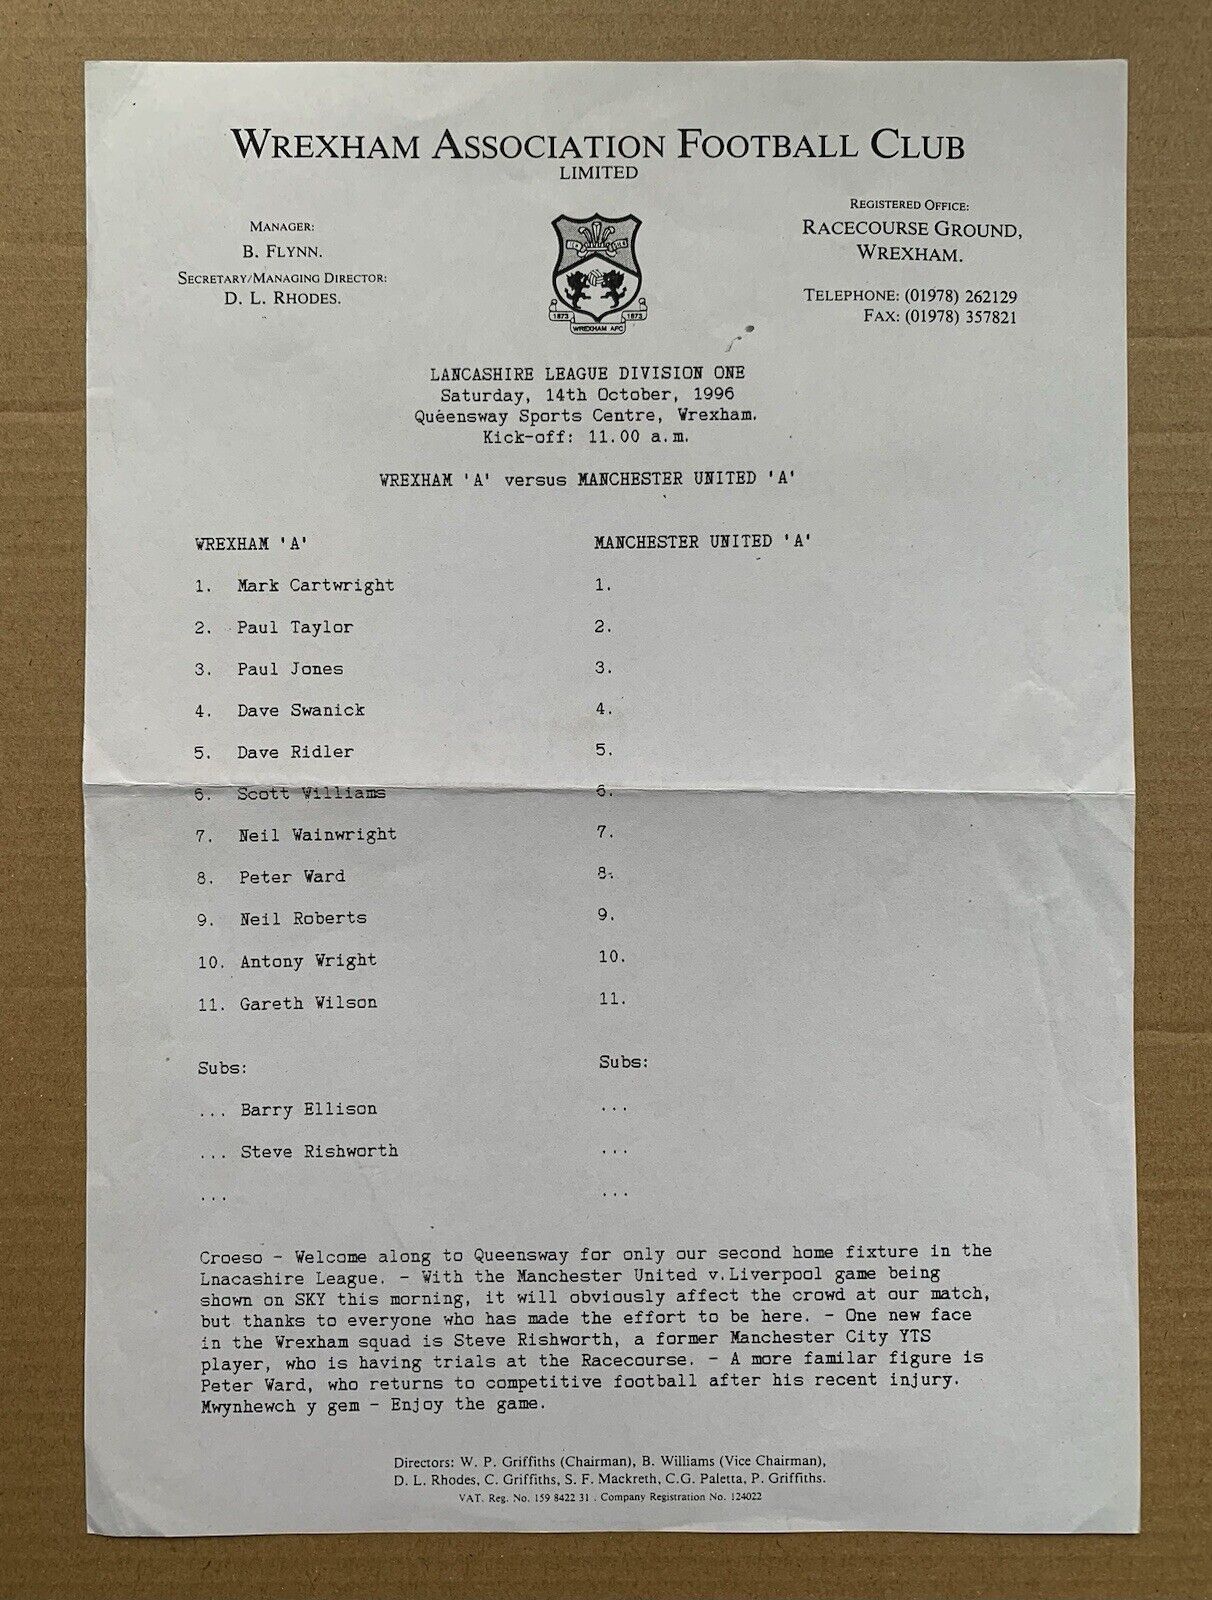 WREXHAM ASSOCIATION FOOTBALL CLUB
LIMITED
MANAGER:
B. FLYNN.
SECRETARY/MANAGING DIRECTOR:
D. L. RHODES.
1873 1873
WREXHAM AFC
REGISTERED OFFICE:
RACECOURSE GROUND,
WREXHAM.
TELEPHONE: (01978) 262129
FAX: (01978) 357821
LANCASHIRE LEAGUE DIVISION ONE
Saturday, 14th October, 1996
Queensway Sports Centre, Wrexham.
Kick-off: 11.00 a.m.
WREXHAM 'A' versus MANCHESTER UNITED 'A'
WREXHAM 'A' MANCHESTER UNITED 'A'
1. Mark Cartwright 1.
2. Paul Taylor 2.
3. Paul Jones 3.
4. Dave Swanick 4.
5. Dave Ridler 5.
6. Scott Williams 6.
7. Neil Wainwright 7.
8. Peter Ward 8.
9. Neil Roberts 9.
10. Antony Wright 10.
11. Gareth Wilson 11.
Subs: Subs:
... Barry Ellison ...
... Steve Rishworth ...
... ...
Croeso - Welcome along to Queensway for only our second home fixture in the
Lnacashire League. - With the Manchester United v.Liverpool game being
shown on SKY this morning, it will obviously affect the crowd at our match,
but thanks to everyone who has made the effort to be here. - One new face
in the Wrexham squad is Steve Rishworth, a former Manchester City YTS
player, who is having trials at the Racecourse. - A more familar figure is
Peter Ward, who returns to competitive football after his recent injury.
Mwynhewch y gem - Enjoy the game.
Directors: W. P. Griffiths (Chairman), B. Williams (Vice Chairman),
D. L. Rhodes, C. Griffiths, S. F. Mackreth, C.G. Paletta, P. Griffiths.
VAT. Reg. No. 159 8422 31 . Company Registration No. 124022